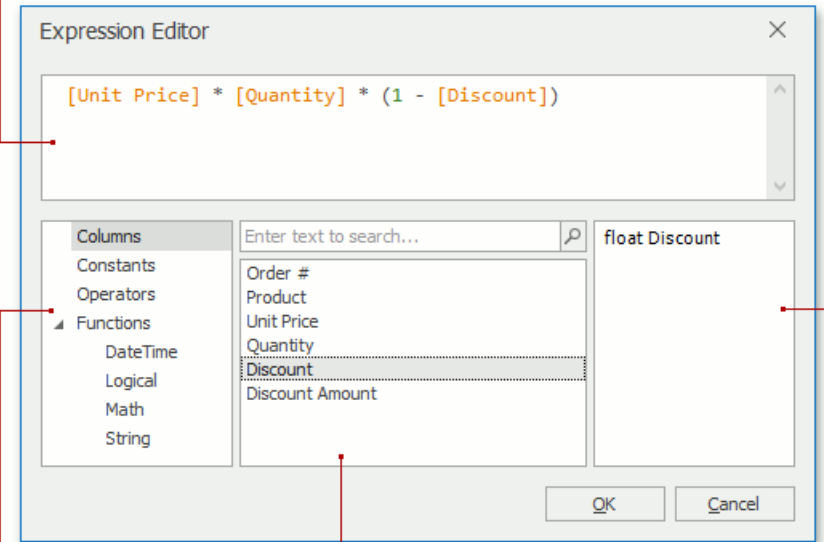 Expression Editor
[Unit Price] * [Quantity] * (1 - [Discount])
Columns
Constants
Operators
Functions
DateTime
Logical
Math
String
Enter text to search...
Order #
Product
Unit Price
Quantity
Discount
Discount Amount
float Discount
OK
Cancel